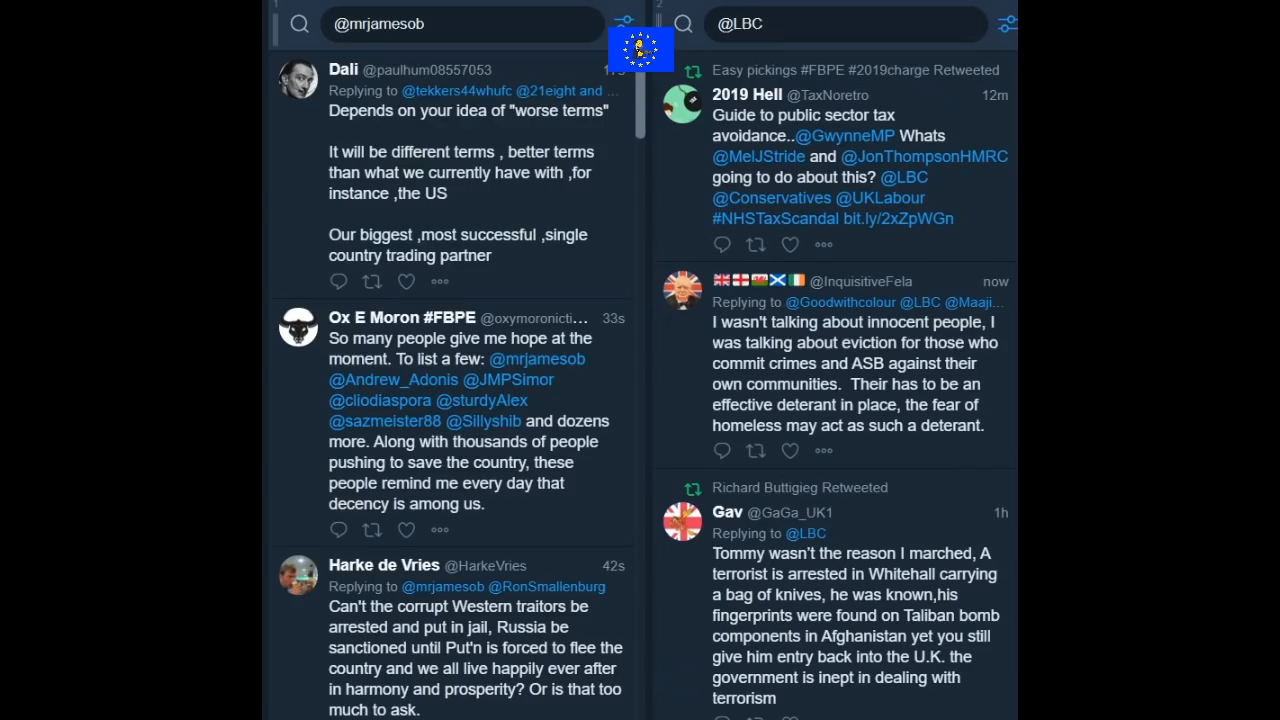 1
@mrjamesob
Dali @paulhum08557053
Replying to @tekkers44whufc @21eight and ...
Depends on your idea of "worse terms"
It will be different terms , better terms
than what we currently have with ,for
instance ,the US
Our biggest ,most successful ,single
country trading partner
Ox E Moron #FBPE @oxymoronicti... 33s
So many people give me hope at the
moment. To list a few: @mrjamesob
@Andrew_Adonis @JMPSimor
@cliodiaspora @sturdyAlex
@sazmeister88 @Sillyshib and dozens
more. Along with thousands of people
pushing to save the country, these
people remind me every day that
decency is among us.
Harke de Vries @HarkeVries 42s
Replying to @mrjamesob @RonSmallenburg
Can't the corrupt Western traitors be
arrested and put in jail, Russia be
sanctioned until Put'n is forced to flee the
country and we all live happily ever after
in harmony and prosperity? Or is that too
much to ask.
2
@LBC
Easy pickings #FBPE #2019charge Retweeted
2019 Hell @TaxNoretro 12m
Guide to public sector tax
avoidance..@GwynneMP Whats
@MelJStride and @JonThompsonHMRC
going to do about this? @LBC
@Conservatives @UKLabour
#NHSTaxScandal bit.ly/2xZpWGn
@InquisitiveFela now
Replying to @Goodwithcolour @LBC @Maaji...
I wasn't talking about innocent people, I
was talking about eviction for those who
commit crimes and ASB against their
own communities.  Their has to be an
effective deterant in place, the fear of
homeless may act as such a deterant.
Richard Buttigieg Retweeted
Gav @GaGa_UK1 1h
Replying to @LBC
Tommy wasn't the reason I marched, A
terrorist is arrested in Whitehall carrying
a bag of knives, he was known,his
fingerprints were found on Taliban bomb
components in Afghanistan yet you still
give him entry back into the U.K. the
government is inept in dealing with
terrorism